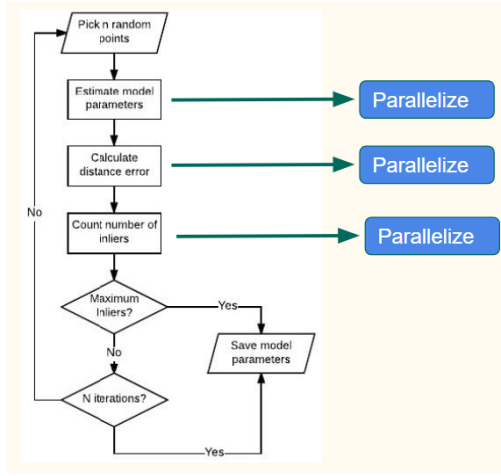 Pick n random
points
Estimate model
parameters
Parallelize
Calculate
distance error
Parallelize
No
Count number of
inliers
Parallelize
Maximum
Inliers?
Yes
Save model
parameters
No
N iterations?
Yes